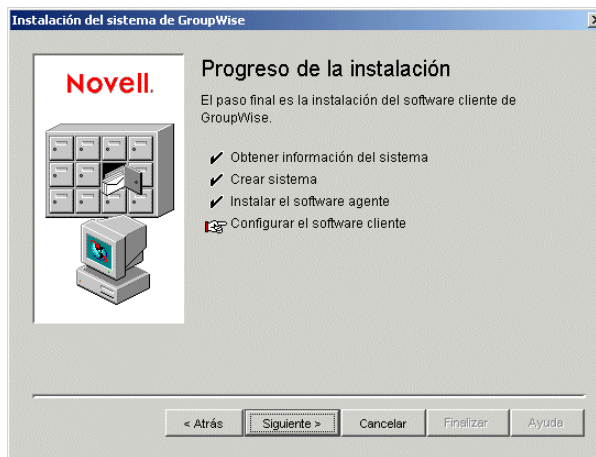 Instalación del sistema de GroupWise
Novell.
Progreso de la instalación
El paso final es la instalación del software cliente de
GroupWise.
Obtener información del sistema
Crear sistema
Instalar el software agente
Configurar el software cliente
< Atrás
Siguiente >
Cancelar
Finalizar
Ayuda